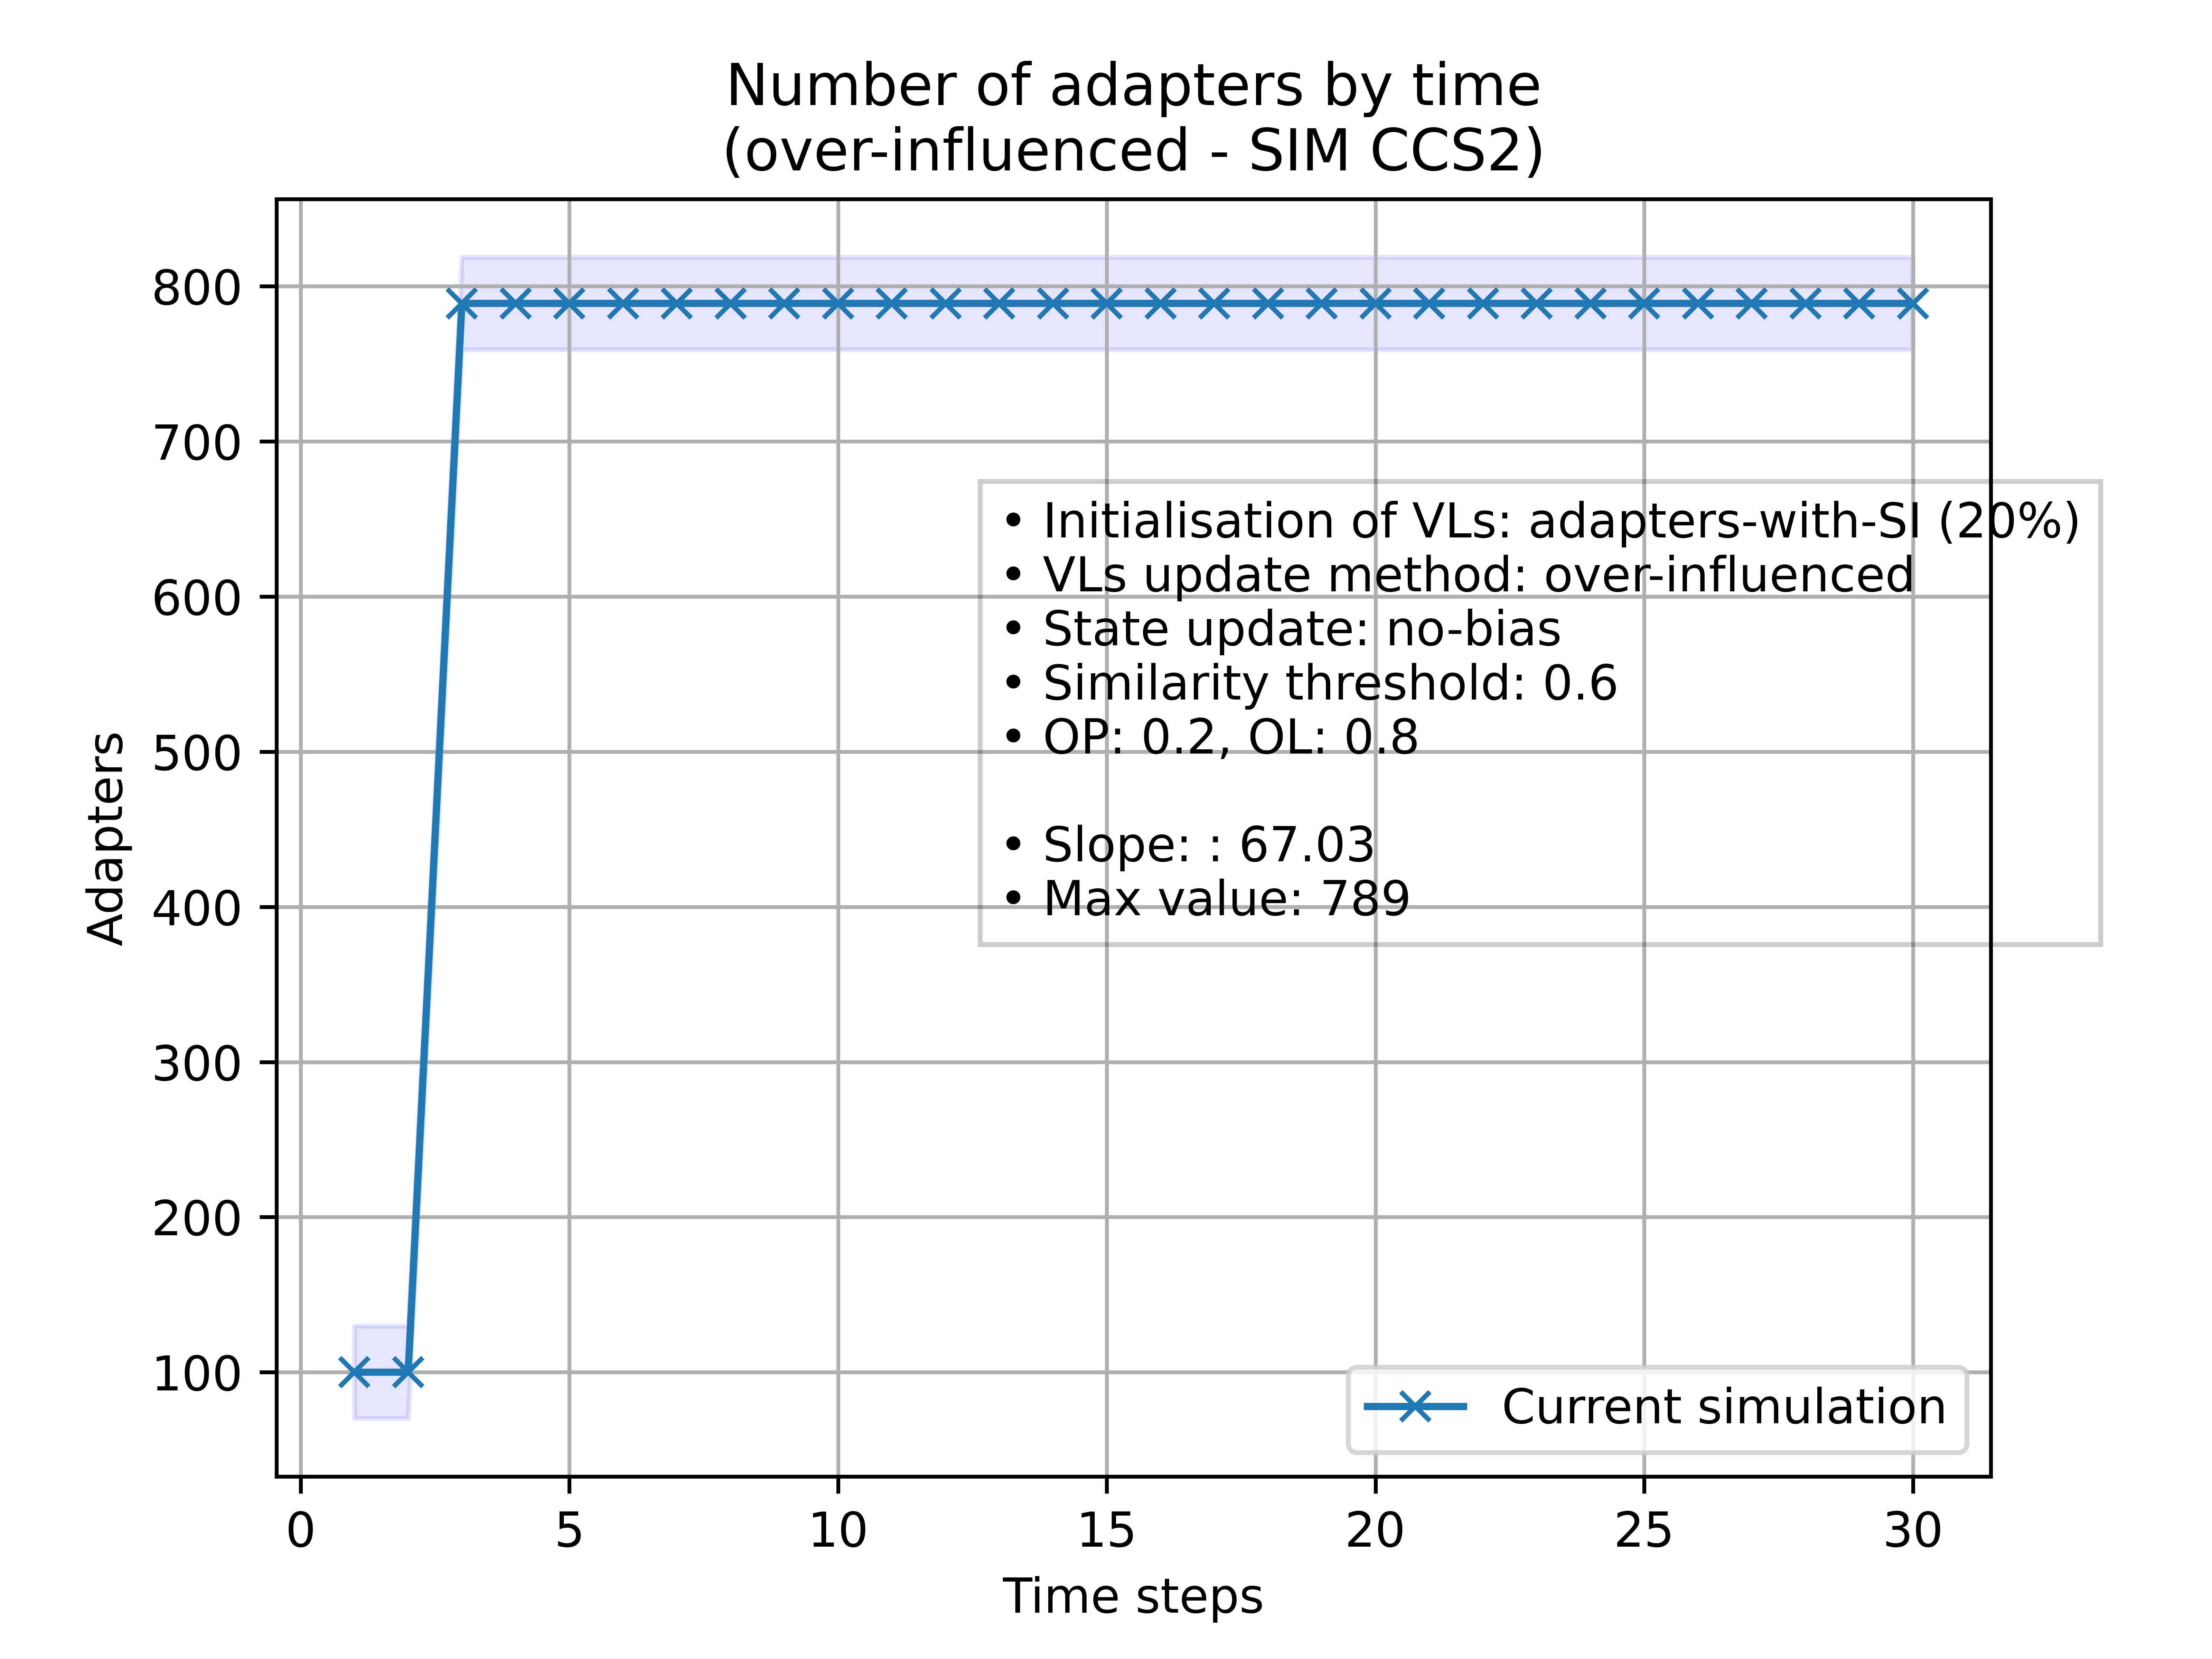 Number of adapters by time
(over-influenced - SIM CCS2)
800
700
600
500
400
300
200
100
Adapters
• Initialisation of VLs: adapters-with-SI (20%)
• VLs update method: over-influenced
• State update: no-bias
• Similarity threshold: 0.6
• OP: 0.2, OL: 0.8
• Slope: : 67.03
• Max value: 789
Current simulation
0 5 10 15 20 25 30
Time steps